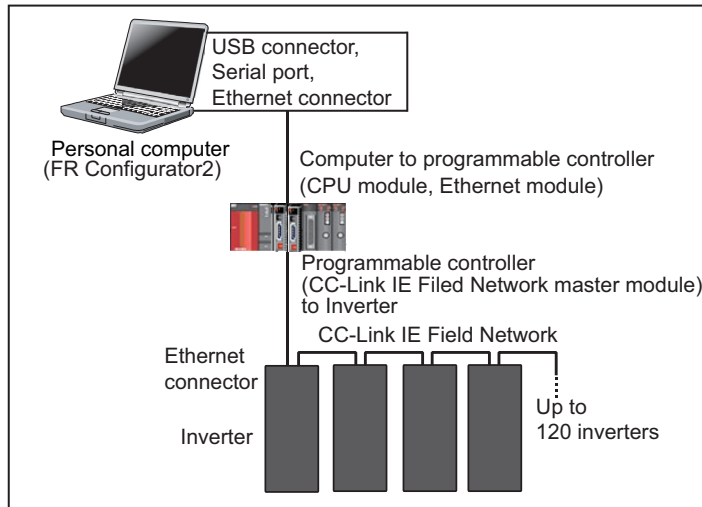 USB connector,
Serial port,
Ethernet connector
Personal computer
(FR Configurator2)
Computer to programmable controller
(CPU module, Ethernet module)
Programmable controller
(CC-Link IE Filed Network master module)
to Inverter
CC-Link IE Field Network
Ethernet
connector
Inverter
Up to
120 inverters